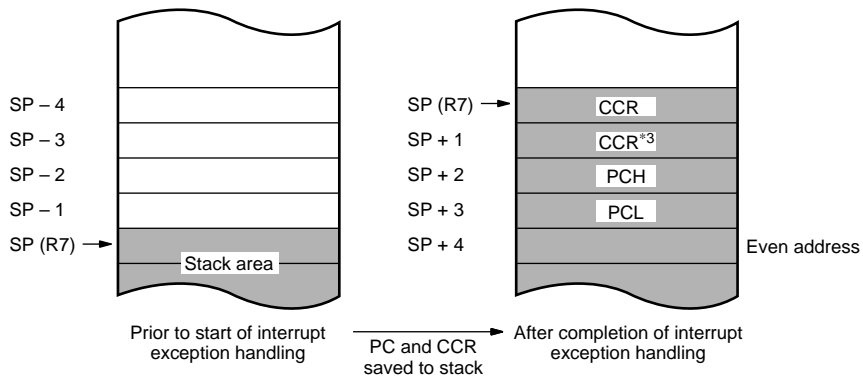 SP – 4
SP – 3
SP – 2
SP – 1
SP (R7)
Stack area
Prior to start of interrupt
exception handling
PC and CCR
saved to stack
SP (R7)
SP + 1
SP + 2
SP + 3
SP + 4
CCR
CCR*3
PCH
PCL
Even address
After completion of interrupt
exception handling